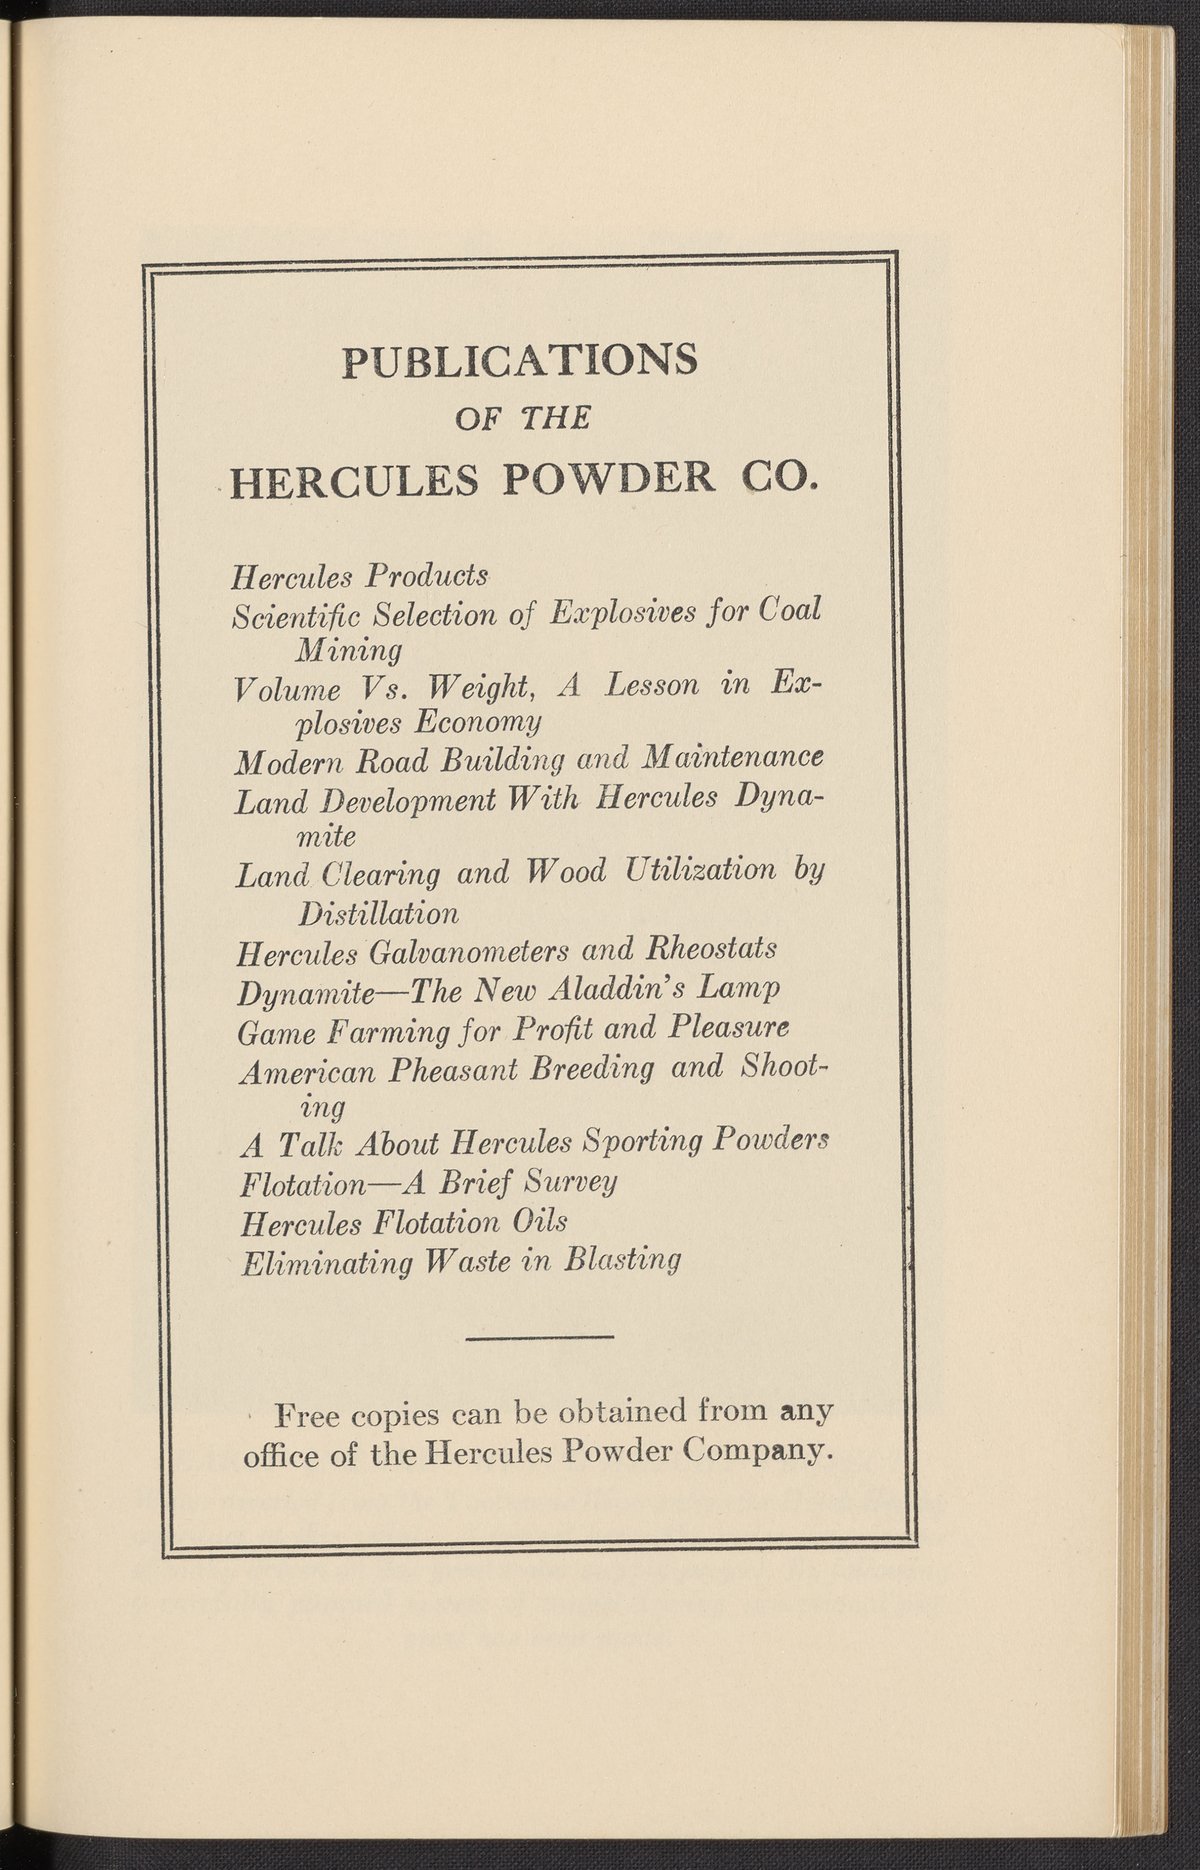 PUBLICATIONS
OF THE
HERCULES POWDER CO.
Hercules Products
Scientific Selection of Explosives for Coal
Mining
Volume Vs. Weight, A Lesson in Ex-
plosives Economy
Modern Road Building and Maintenance
Land Development With Hercules Dyna-
mite
Land Clearing and Wood Utilization by
Distillation
Hercules Galvanometers and Rheostats
Dynamite—The New Aladdin's Lamp
Game Farming for Profit and Pleasure
American Pheasant Breeding and Shoot-
ing
A Talk About Hercules Sporting Powders
Flotation—A Brief Survey
Hercules Flotation Oils
Eliminating Waste in Blasting
Free copies can be obtained from any
office of the Hercules Powder Company.